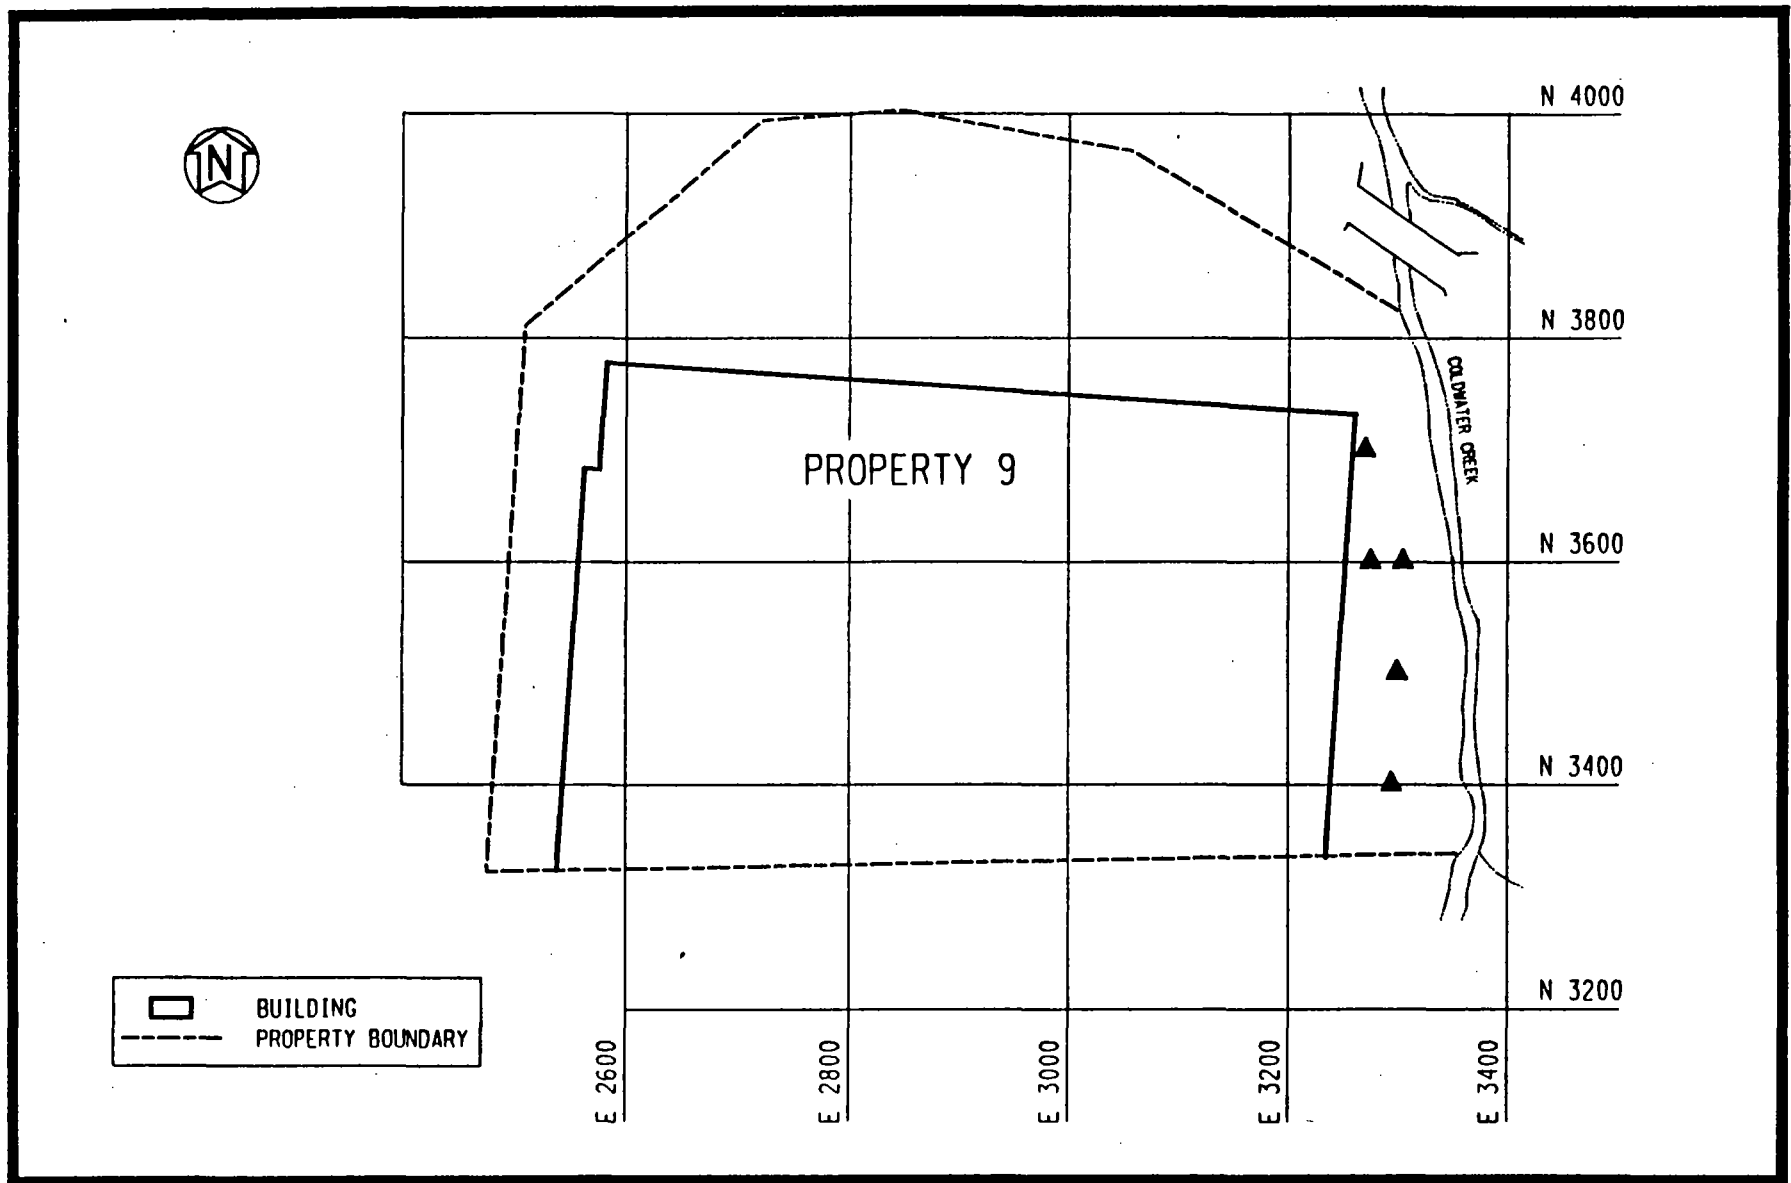 N
N 4000
N 3800
COLDWATER CREEK
PROPERTY 9
N 3600
N 3400
N 3200
BUILDING
PROPERTY BOUNDARY
E 2600
E 2800
E 3000
E 3200
E 3400